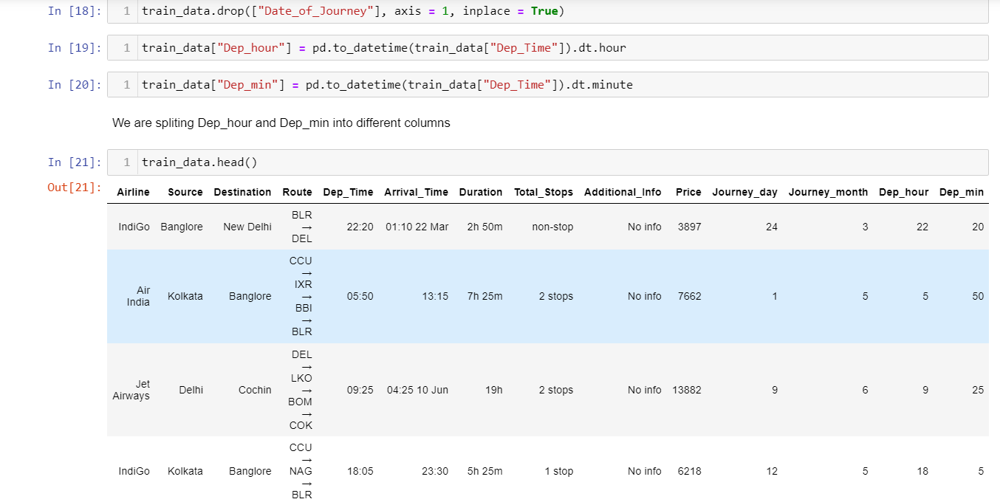 In [18]: 1 train_data.drop(["Date_of_Journey"], axis = 1, inplace = True)
In [19]: 1 train_data["Dep_hour"] = pd.to_datetime(train_data["Dep_Time"]).dt.hour
In [20]: 1 train_data["Dep_min"] = pd.to_datetime(train_data["Dep_Time"]).dt.minute
We are spliting Dep_hour and Dep_min into different columns
In [21]: 1 train_data.head()
Out[21]:
Airline Source Destination Route Dep_Time Arrival_Time Duration Total_Stops Additional_Info Price Journey_day Journey_month Dep_hour Dep_min
BLR
→
IndiGo Banglore New Delhi 22:20 01:10 22 Mar 2h 50m non-stop No info 3897 24 3 22 20
DEL
CCU
→
IXR
Air
India Kolkata Banglore → 05:50 13:15 7h 25m 2 stops No info 7662 1 5 5 50
BBI
→
BLR
DEL
→
LKO
Jet
Airways Delhi Cochin → 09:25 04:25 10 Jun 19h 2 stops No info 13882 9 6 9 25
BOM
→
COK
CCU
→
IndiGo Kolkata Banglore NAG 18:05 23:30 5h 25m 1 stop No info 6218 12 5 18 5
→
BLR